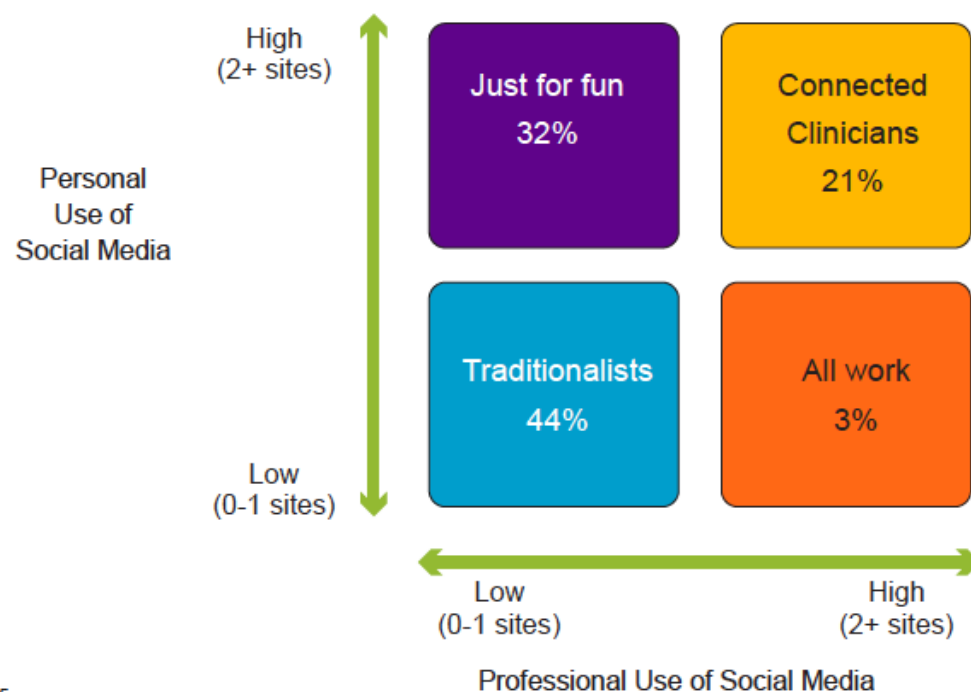 High
(2+ sites)
Just for fun
32%
Connected
Clinicians
21%
Personal
Use of
Social Media
Traditionalists
44%
All work
3%
Low
(0-1 sites)
Low
(0-1 sites)
High
(2+ sites)
Professional Use of Social Media